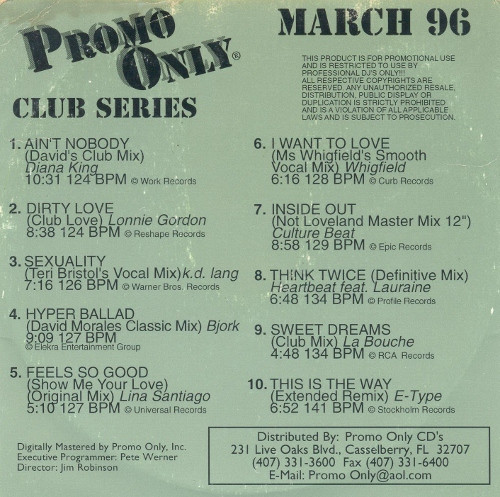 PROMO ONLY®
CLUB SERIES
MARCH 96
THIS PRODUCT IS FOR PROMOTIONAL USE
AND IS RESTRICTED TO USE BY
PROFESSIONAL DJ'S ONLY!!!
ALL RESPECTIVE COPYRIGHTS ARE
RESERVED. ANY UNAUTHORIZED RESALE,
DISTRIBUTION, PUBLIC DISPLAY OR
DUPLICATION IS STRICTLY PROHIBITED
AND IS A VIOLATION OF ALL APPLICABLE
LAWS AND IS SUBJECT TO PROSECUTION.
1. AIN'T NOBODY
(David's Club Mix)
Diana King
10:31 124 BPM © Work Records
2. DIRTY LOVE
(Club Love) Lonnie Gordon
8:38 124 BPM © Reshape Records
3. SEXUALITY
(Teri Bristol's Vocal Mix)k.d. lang
7:16 126 BPM © Warner Bros. Records
4. HYPER BALLAD
(David Morales Classic Mix) Bjork
9:09 127 BPM
© Elekra Entertainment Group
5. FEELS SO GOOD
(Show Me Your Love)
(Original Mix) Lina Santiago
5:10 127 BPM © Universal Records
6. I WANT TO LOVE
(Ms Whigfield's Smooth
Vocal Mix) Whigfield
6:16 128 BPM © Curb Records
7. INSIDE OUT
(Not Loveland Master Mix 12")
Culture Beat
8:58 129 BPM © Epic Records
8. THINK TWICE (Definitive Mix)
Heartbeat feat. Lauraine
6:48 134 BPM © Profile Records
9. SWEET DREAMS
(Club Mix) La Bouche
4:48 134 BPM © RCA Records
10. THIS IS THE WAY
(Extended Remix) E-Type
6:52 141 BPM © Stockholm Records
Digitally Mastered by Promo Only, Inc.
Executive Programmer: Pete Werner
Director: Jim Robinson
Distributed By: Promo Only CD's
231 Live Oaks Blvd., Casselberry, FL 32707
(407) 331-3600 Fax (407) 331-6400
E-Mail: Promo Only@aol.com